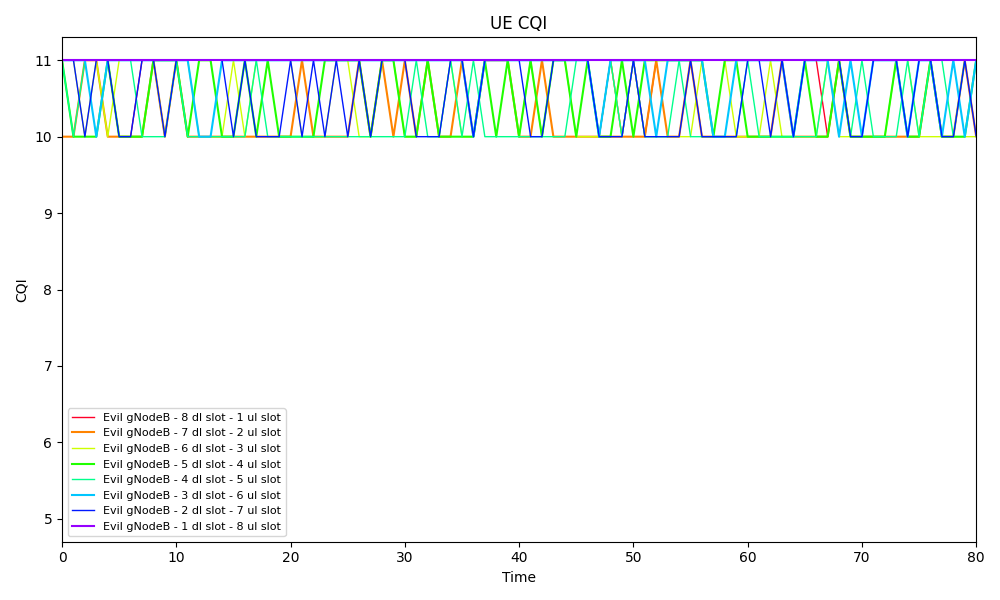 UE CQI
CQI
11
10
9
8
7
6
5
Evil gNodeB - 8 dl slot - 1 ul slot
Evil gNodeB - 7 dl slot - 2 ul slot
Evil gNodeB - 6 dl slot - 3 ul slot
Evil gNodeB - 5 dl slot - 4 ul slot
Evil gNodeB - 4 dl slot - 5 ul slot
Evil gNodeB - 3 dl slot - 6 ul slot
Evil gNodeB - 2 dl slot - 7 ul slot
Evil gNodeB - 1 dl slot - 8 ul slot
0 10 20 30 40 50 60 70 80
Time